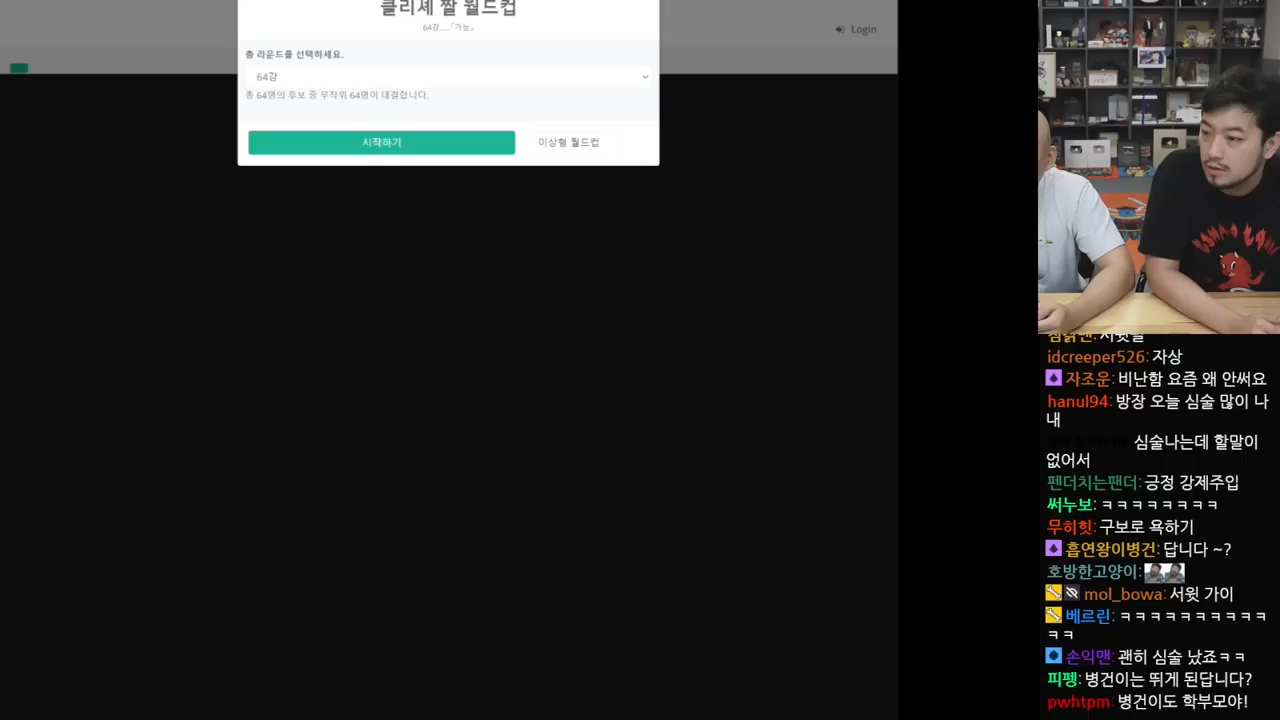 클리셰 짤 월드컵
64강.....「가능」
Login
총 라운드를 선택하세요.
64강
총 64명의 후보 중 무작위 64명이 대결합니다.
시작하기
이상형 월드컵
idcreeper526: 자상
자조운: 비난함 요즘 왜 안써요
hanul94: 방장 오늘 심술 많이 나
내
심술나는데 할말이
없어서
펜더치는팬더: 긍정 강제주입
써누보: ㅋㅋㅋㅋㅋㅋㅋㅋ
무히힛: 구보로 욕하기
흡연왕이병건: 답니다 ~?
호방한고양이:
mol_bowa: 서윗 가이
베르린: ㅋㅋㅋㅋㅋㅋㅋㅋㅋㅋ
ㅋㅋ
손익맨: 괜히 심술 났죠ㅋㅋ
피펭: 병건이는 뛰게 된답니다?
pwhtpm: 병건이도 학부모야!